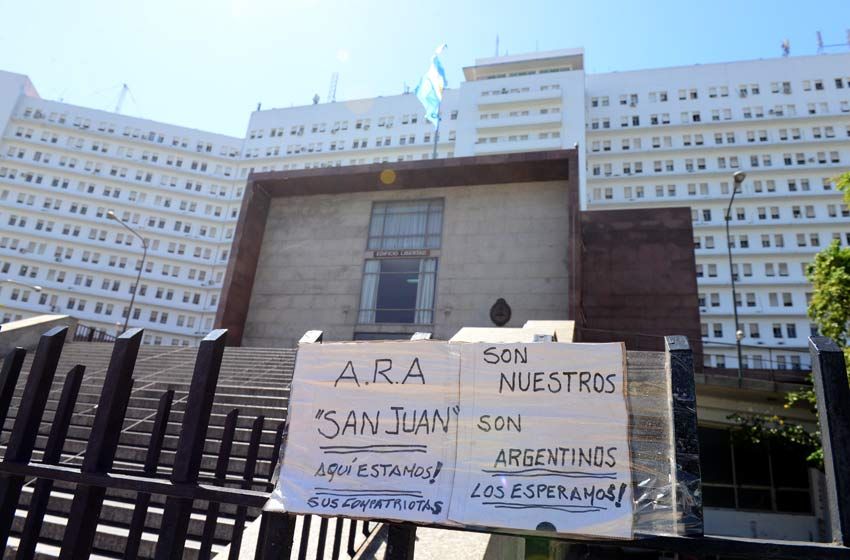 EDIFICIO LIBERTAD
A.R.A
"SAN JUAN"
AQUÍ ESTAMOS!
SUS COMPATRIOTAS
SON
NUESTROS
SON
ARGENTINOS
LOS ESPERAMOS!